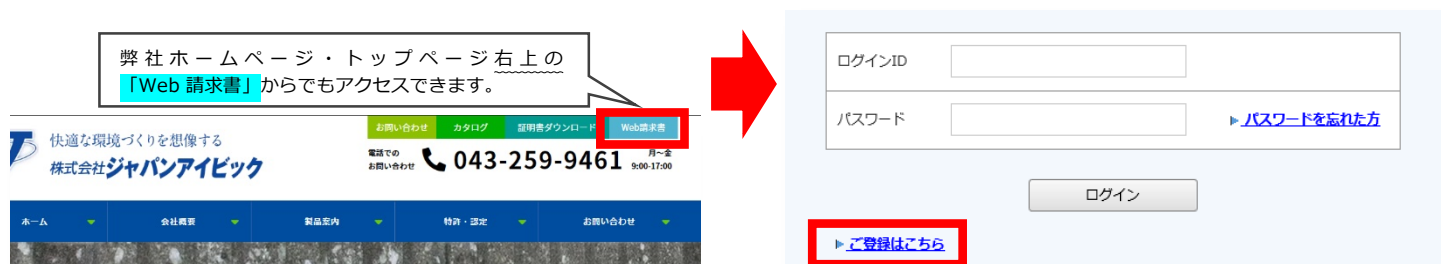 弊社ホームページ・トップページ右上の
「Web 請求書」からでもアクセスできます。
お問い合わせ
カタログ
証明書ダウンロード
Web請求書
快適な環境づくりを想像する
株式会社ジャパンアイビック
電話での
お問い合わせ
043-259-9461
月～金
9:00-17:00
ホーム
会社概要
製品案内
特許・認定
お問い合わせ
ログインID
パスワード
パスワードを忘れた方
ログイン
ご登録はこちら